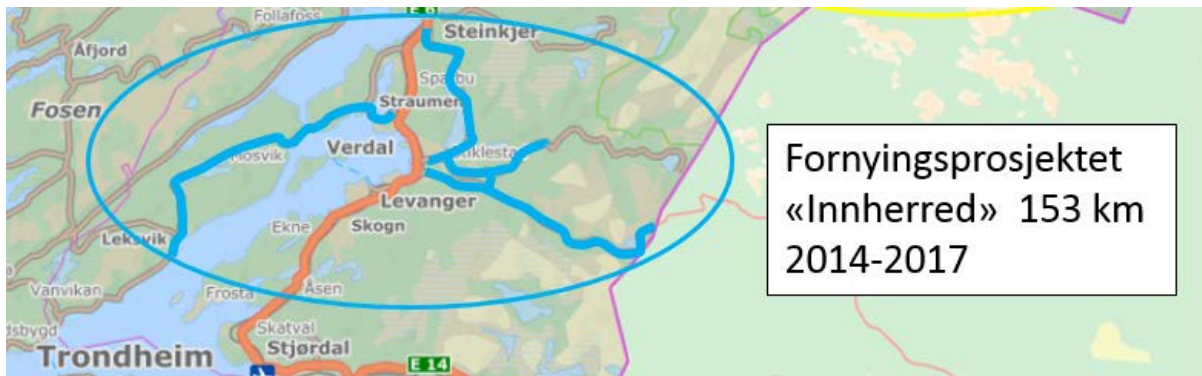 E 6
Follafoss
Steinkjer
Åfjord
Sparbu
Fosen
Straumen
Mosvik
Verdal
Stiklestad
Levanger
Leksvik
Ekne
Skogn
Vanvikan
Frosta
Åsen
Skatval
Trondheim
Stjørdal
E 14
Fornyingsprosjektet
«Innherred» 153 km
2014-2017